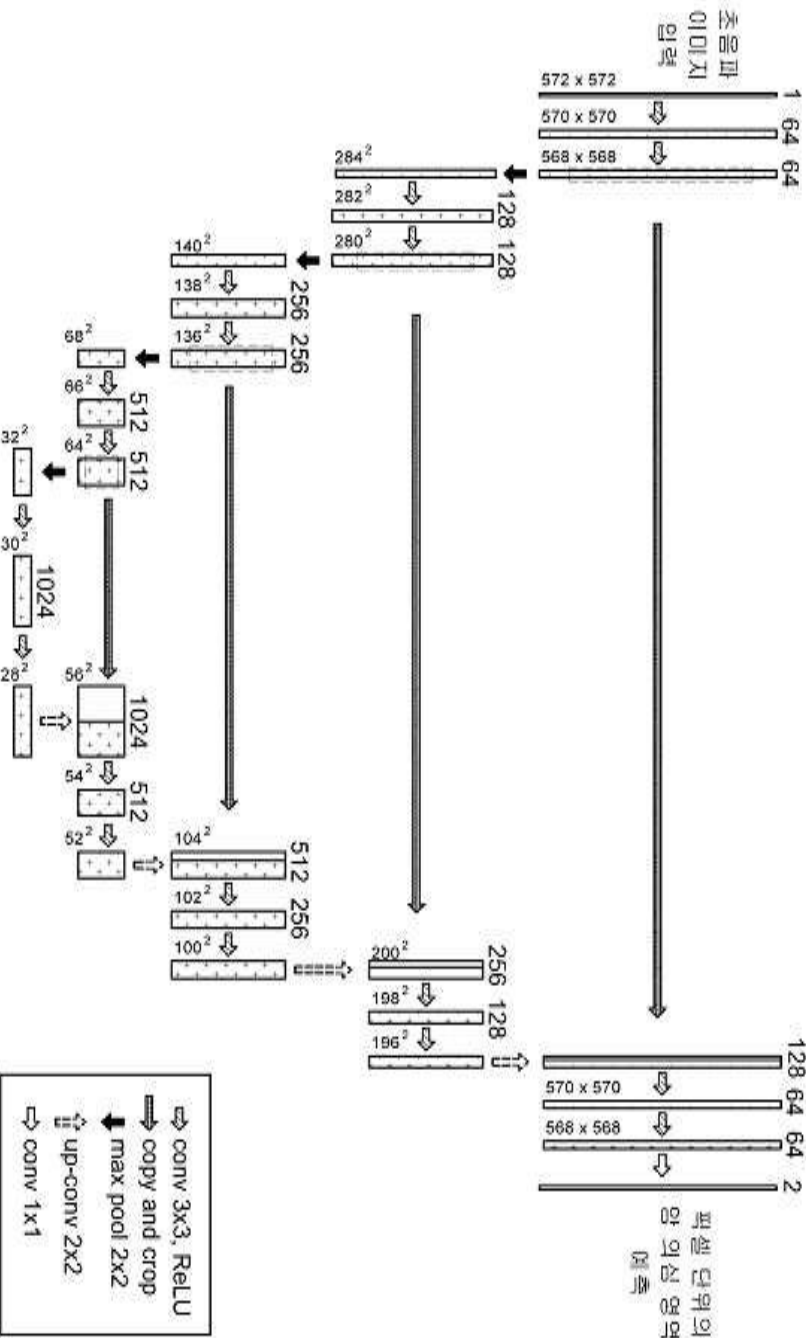 초음파
이미지
입력
1
64
64
572 x 572
570 x 570
568 x 568
128
128
284²
282²
280²
256
256
140²
138²
136²
512
512
68²
66²
64²
1024
32²
30²
28²
1024
512
56²
54²
52²
512
256
104²
102²
100²
256
128
200²
198²
196²
128
64
64
2
570 x 570
568 x 568
픽셀 단위의
암 의심 영역
예측
conv 3x3, ReLU
copy and crop
max pool 2x2
up-conv 2x2
conv 1x1